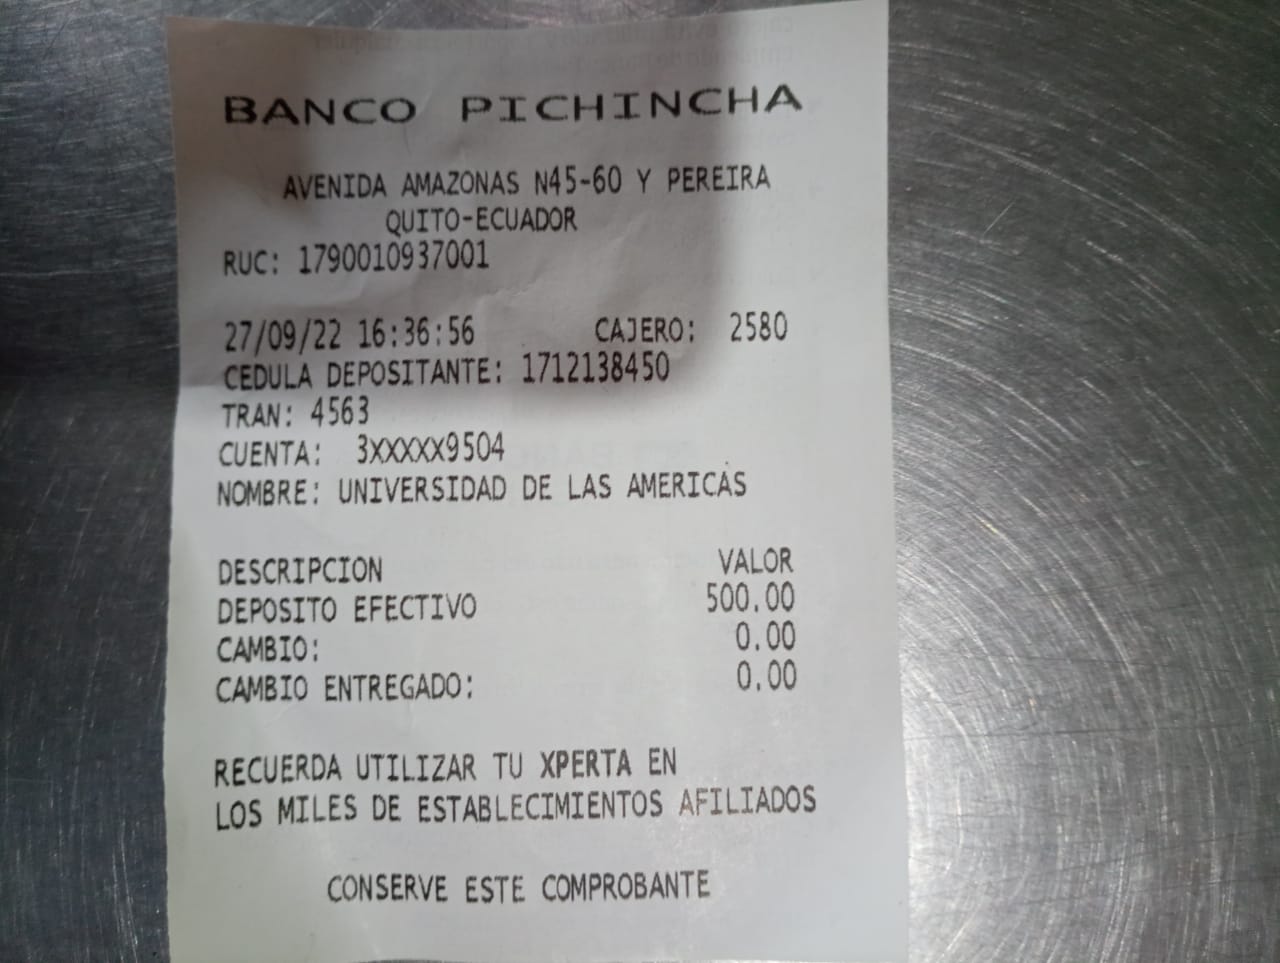 BANCO PICHINCHA
AVENIDA AMAZONAS N45-60 Y PEREIRA
QUITO-ECUADOR
RUC: 1790010937001
27/09/22 16:36:56 CAJERO: 2580
CEDULA DEPOSITANTE: 1712138450
TRAN: 4563
CUENTA: 3XXXXX9504
NOMBRE: UNIVERSIDAD DE LAS AMERICAS
DESCRIPCION VALOR
DEPOSITO EFECTIVO 500.00
CAMBIO: 0.00
CAMBIO ENTREGADO: 0.00
RECUERDA UTILIZAR TU XPERTA EN
LOS MILES DE ESTABLECIMIENTOS AFILIADOS
CONSERVE ESTE COMPROBANTE